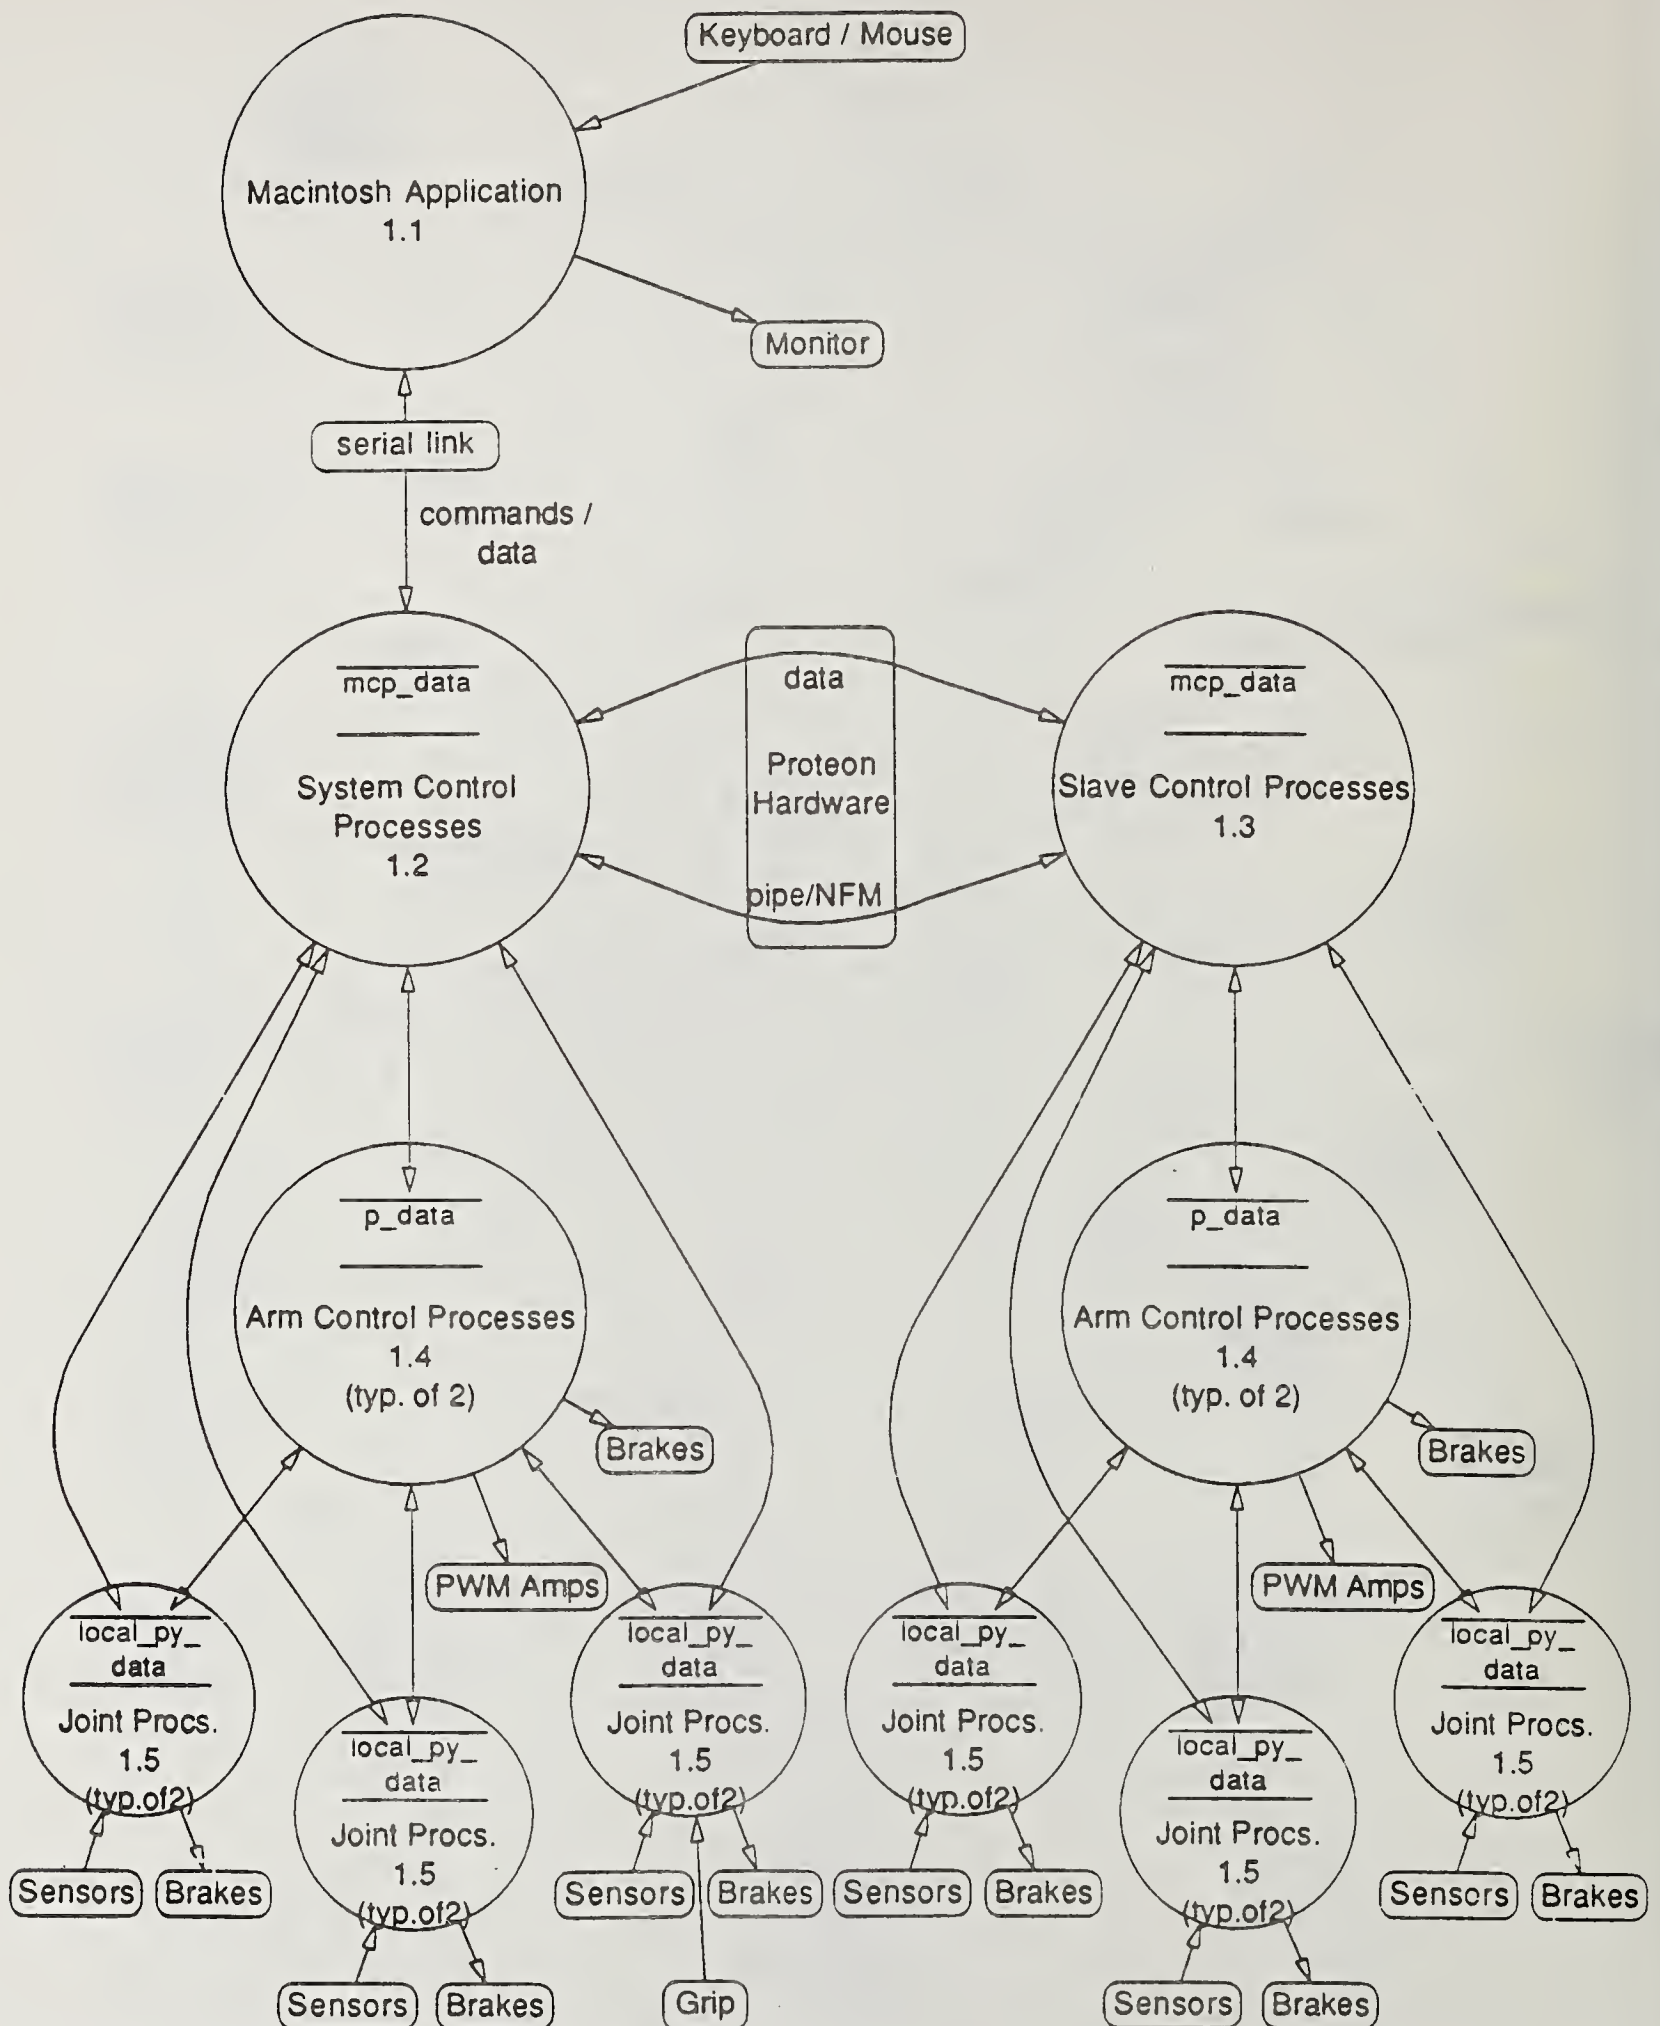 Keyboard / Mouse
Macintosh Application
1.1
Monitor
serial link
commands /
data
mcp_data
System Control
Processes
1.2
data
Proteon
Hardware
pipe/NFM
mcp_data
Slave Control Processes
1.3
p_data
Arm Control Processes
1.4
(typ. of 2)
Brakes
PWM Amps
p_data
Arm Control Processes
1.4
(typ. of 2)
Brakes
PWM Amps
local_py_
data
Joint Procs.
1.5
(typ.of2)
Sensors
Brakes
local_py_
data
Joint Procs.
1.5
(typ.of2)
Sensors
Brakes
local_py_
data
Joint Procs.
1.5
(typ.of2)
Sensors
Brakes
Grip
local_py_
data
Joint Procs.
1.5
(typ.of2)
Sensors
Brakes
local_py_
data
Joint Procs.
1.5
(typ.of2)
Sensors
Brakes
local_py_
data
Joint Procs.
1.5
(typ.of2)
Sensors
Brakes